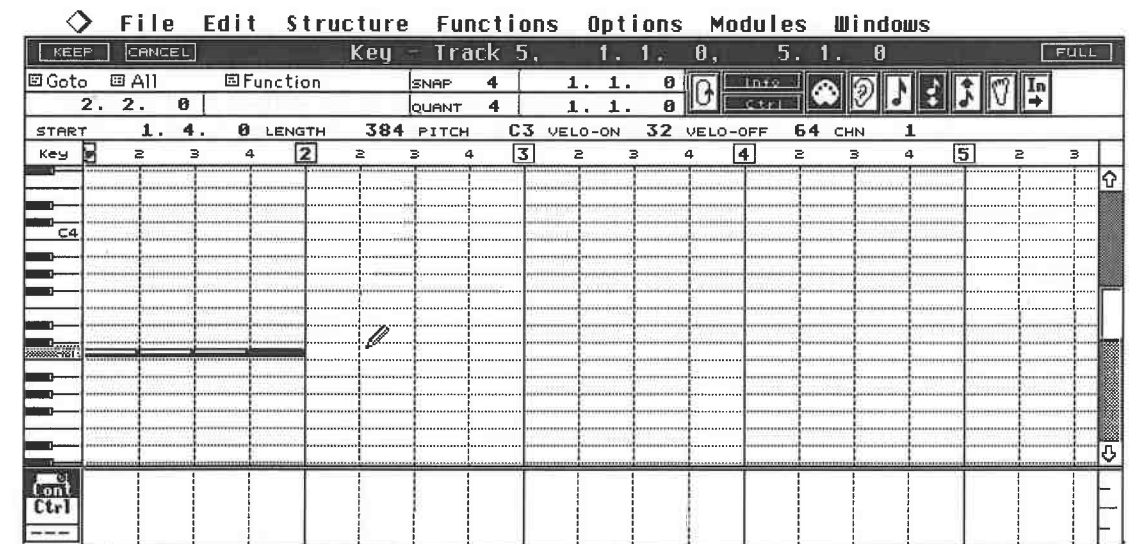 File Edit Structure Functions Options Modules Windows
KEEP CANCEL Key - Track 5, 1. 1. 0, 5. 1. 0 FULL
Goto All Function SNAP 4 1. 1. 0 Info In
2. 2. 0 QUANT 4 1. 1. 0 Ctrl
START 1. 4. 0 LENGTH 384 PITCH C3 VELO-ON 32 VELO-OFF 64 CHN 1
Key 2 3 4 2 2 3 4 3 2 3 4 4 2 3 4 5 2 3
C4
Cont
Ctrl
---